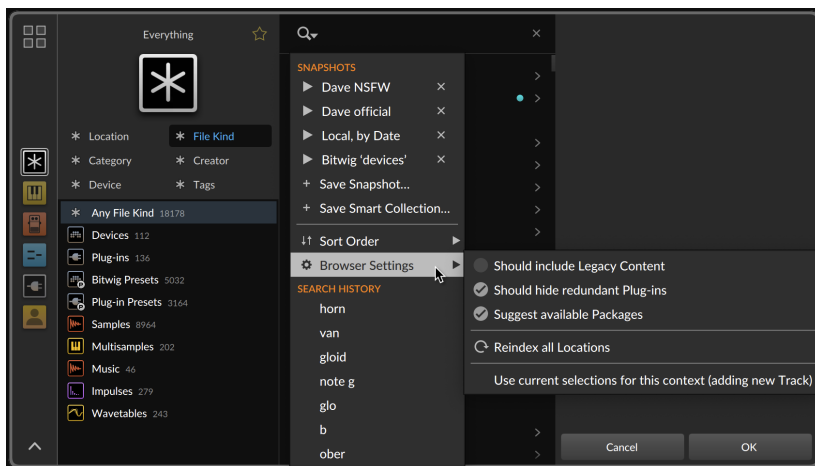 Everything
Location
File Kind
Category
Creator
Device
Tags
Any File Kind 18178
Devices 112
Plug-ins 136
Bitwig Presets 5032
Plug-in Presets 3164
Samples 8964
Multisamples 202
Music 46
Impulses 279
Wavetables 243
SNAPSHOTS
Dave NSFW
Dave official
Local, by Date
Bitwig ‘devices’
Save Snapshot...
Save Smart Collection...
Sort Order
Browser Settings
SEARCH HISTORY
horn
van
gloid
note g
glo
b
ober
Should include Legacy Content
Should hide redundant Plug-ins
Suggest available Packages
Reindex all Locations
Use current selections for this context (adding new Track)
Cancel
OK